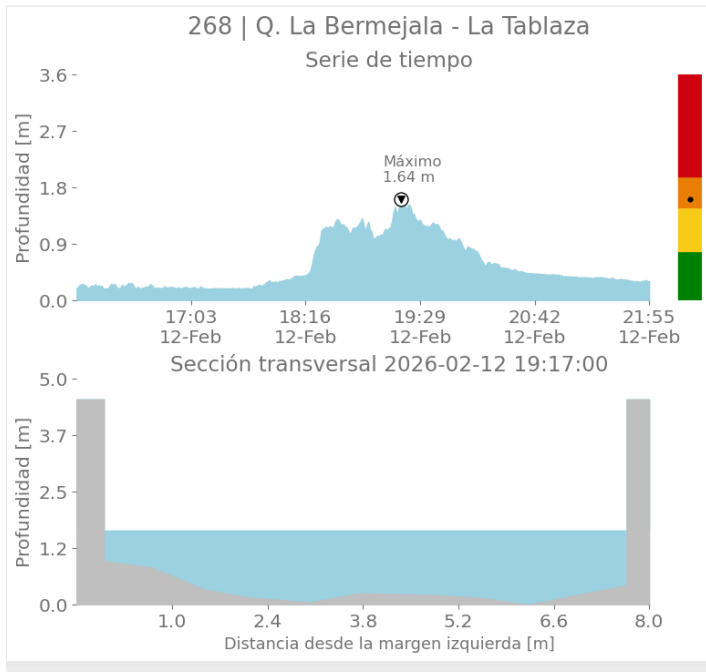 268 | Q. La Bermejala - La Tablaza
Serie de tiempo
Profundidad [m]
3.6
2.7
1.8
0.9
0.0
Máximo
1.64 m
17:03 18:16 19:29 20:42 21:55
12-Feb 12-Feb 12-Feb 12-Feb 12-Feb
Sección transversal 2026-02-12 19:17:00
Profundidad [m]
5.0
3.7
2.5
1.2
0.0
1.0 2.4 3.8 5.2 6.6 8.0
Distancia desde la margen izquierda [m]